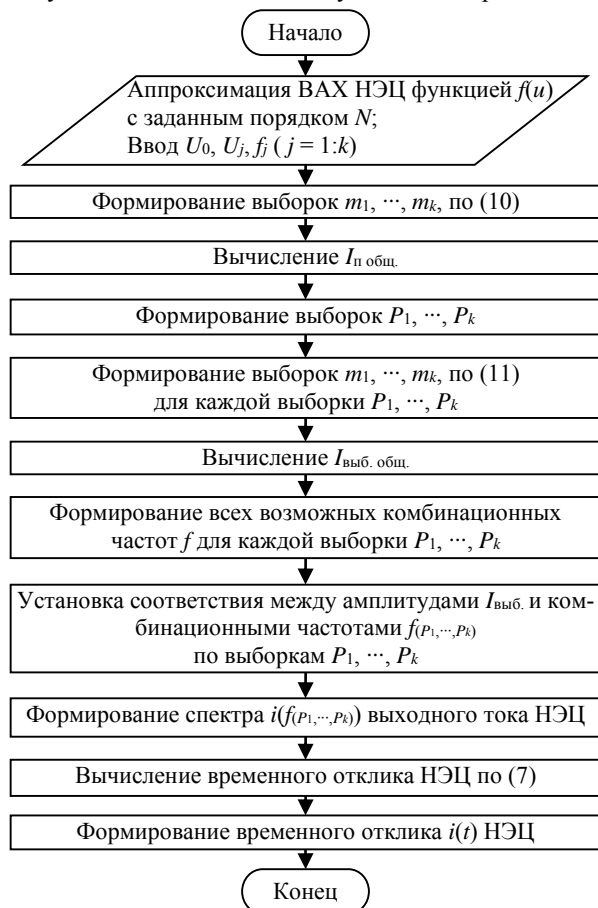 Начало
Аппроксимация ВАХ НЭЦ функцией f(u)
с заданным порядком N;
Ввод U₀, Uⱼ, fⱼ ( j = 1:k)
Формирование выборок m₁, ···, mₖ, по (10)
Вычисление Iп общ.
Формирование выборок P₁, ···, Pₖ
Формирование выборок m₁, ···, mₖ, по (11)
для каждой выборки P₁, ···, Pₖ
Вычисление Iвыб. общ.
Формирование всех возможных комбинационных
частот f для каждой выборки P₁, ···, Pₖ
Установка соответствия между амплитудами Iвыб. и ком-
бинационными частотами f(P₁,···,Pₖ)
по выборкам P₁, ···, Pₖ
Формирование спектра i(f(P₁,···,Pₖ)) выходного тока НЭЦ
Вычисление временного отклика НЭЦ по (7)
Формирование временного отклика i(t) НЭЦ
Конец